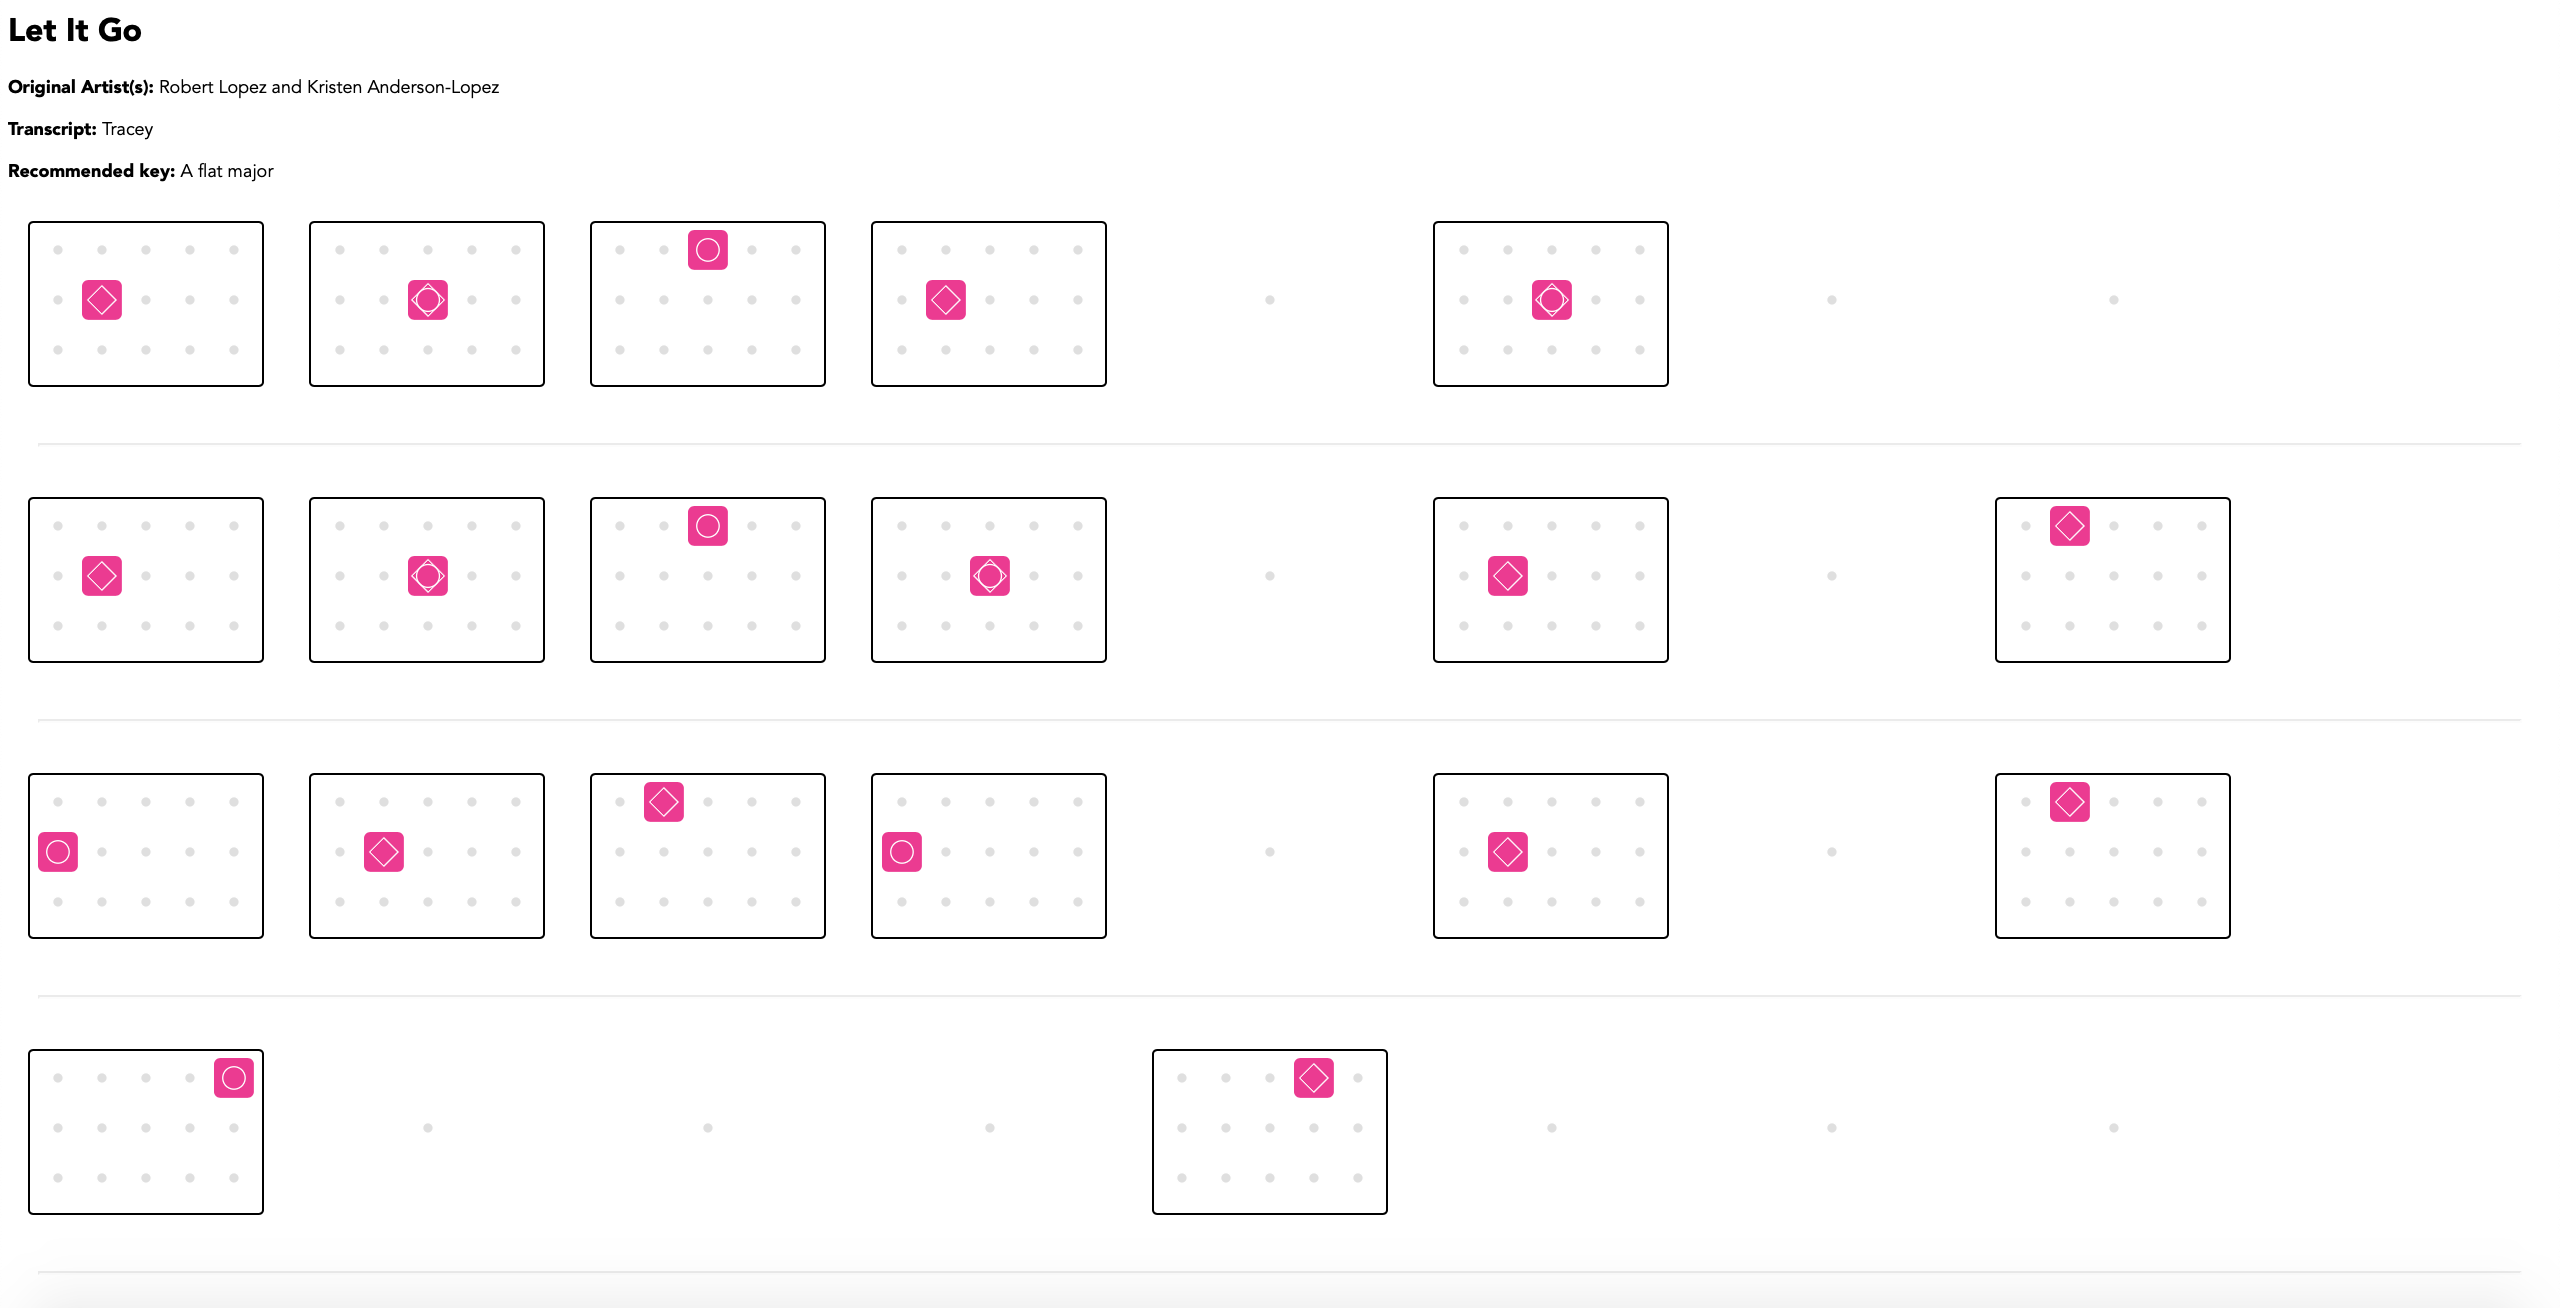 Let It Go
Original Artist(s): Robert Lopez and Kristen Anderson-Lopez
Transcript: Tracey
Recommended key: A flat major